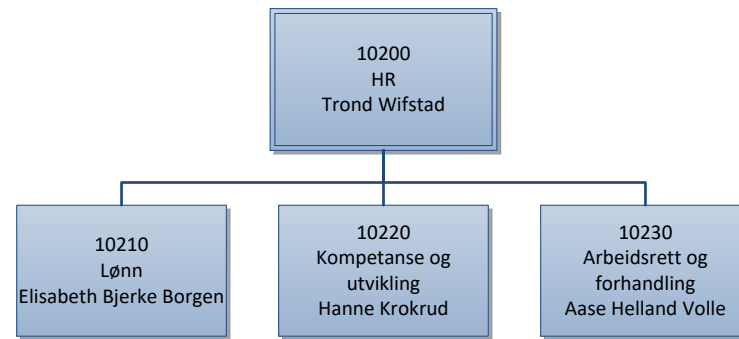 10200
HR
Trond Wifstad
10210
Lønn
Elisabeth Bjerke Borgen
10220
Kompetanse og
utvikling
Hanne Krokrud
10230
Arbeidsrett og
forhandling
Aase Helland Volle